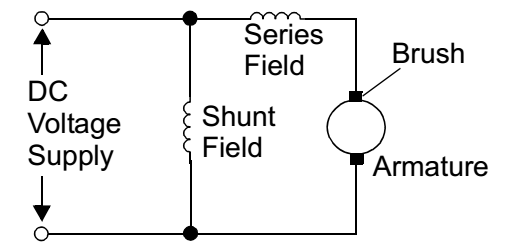 Series
Field
Brush
DC
Voltage
Supply
Shunt
Field
Armature